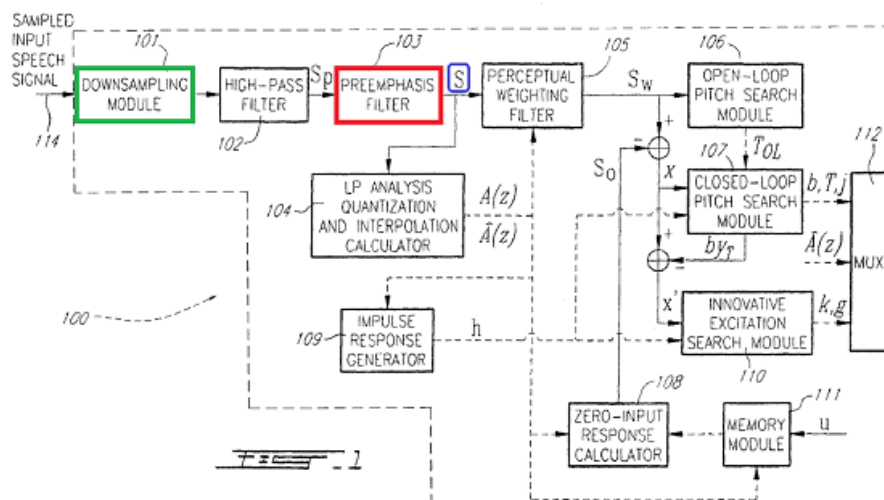 SAMPLED
INPUT
SPEECH
SIGNAL
114
101
DOWNSAMPLING
MODULE
HIGH-PASS
FILTER
102
Sp
103
PREEMPHASIS
FILTER
S
105
PERCEPTUAL
WEIGHTING
FILTER
Sw
106
OPEN-LOOP
PITCH SEARCH
MODULE
TOL
+
-
S0
x
107
CLOSED-LOOP
PITCH SEARCH
MODULE
b,T,j
112
104
LP ANALYSIS
QUANTIZATION
AND INTERPOLATION
CALCULATOR
A(z)
Â(z)
+
byT
-
Â(z)
MUX
100
109
IMPULSE
RESPONSE
GENERATOR
h
x'
INNOVATIVE
EXCITATION
SEARCH MODULE
110
k,g
108
ZERO-INPUT
RESPONSE
CALCULATOR
111
MEMORY
MODULE
u
Fig-1